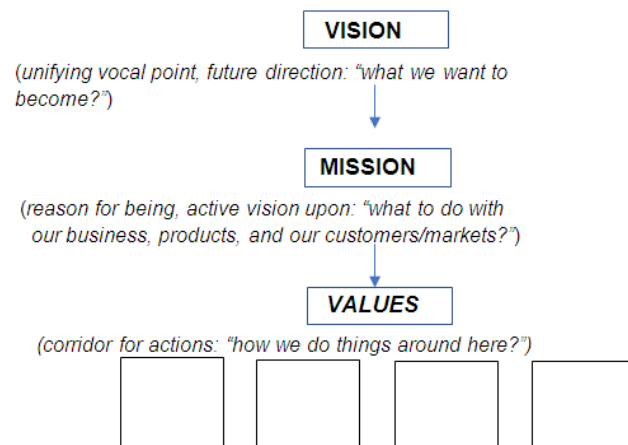 VISION
(unifying vocal point, future direction: “what we want to
become?”)
MISSION
(reason for being, active vision upon: “what to do with
our business, products, and our customers/markets?”)
VALUES
(corridor for actions: “how we do things around here?”)